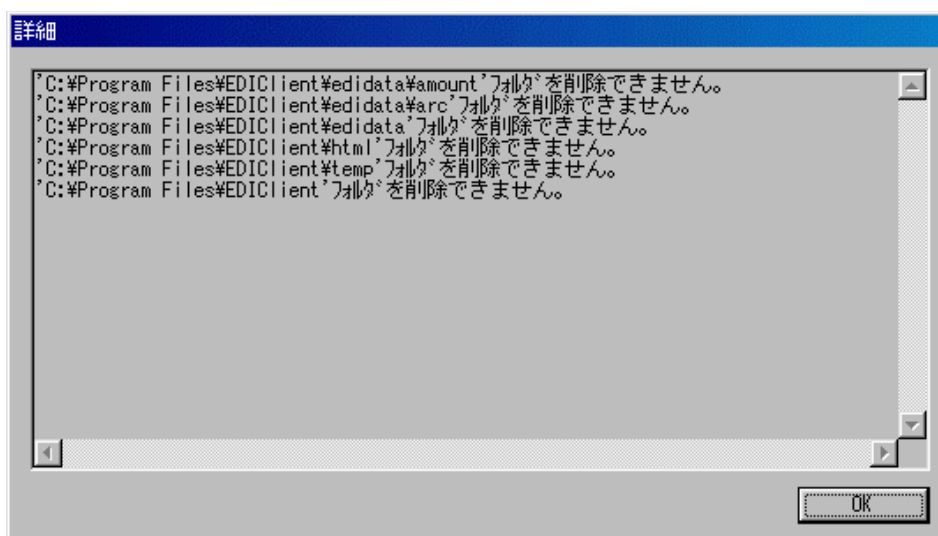 詳細
'C:¥Program Files¥EDIClient¥edidata¥amount'ﾌｫﾙﾀﾞを削除できません。
'C:¥Program Files¥EDIClient¥edidata¥arc'ﾌｫﾙﾀﾞを削除できません。
'C:¥Program Files¥EDIClient¥edidata'ﾌｫﾙﾀﾞを削除できません。
'C:¥Program Files¥EDIClient¥html'ﾌｫﾙﾀﾞを削除できません。
'C:¥Program Files¥EDIClient¥temp'ﾌｫﾙﾀﾞを削除できません。
'C:¥Program Files¥EDIClient'ﾌｫﾙﾀﾞを削除できません。
OK